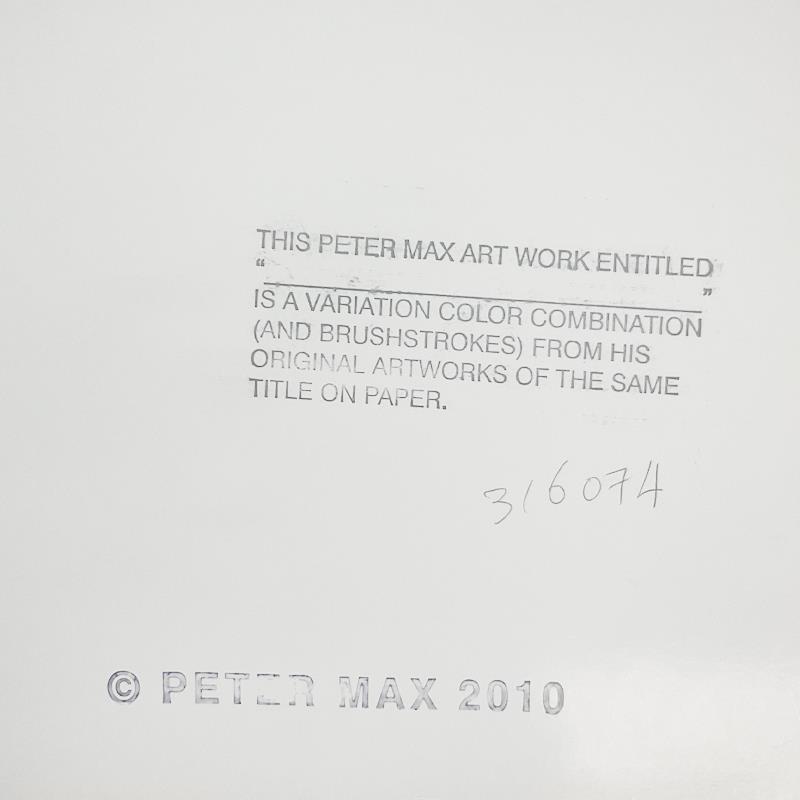 THIS PETER MAX ART WORK ENTITLED
“ ”
IS A VARIATION COLOR COMBINATION
(AND BRUSHSTROKES) FROM HIS
ORIGINAL ARTWORKS OF THE SAME
TITLE ON PAPER.
316074
© PETER MAX 2010